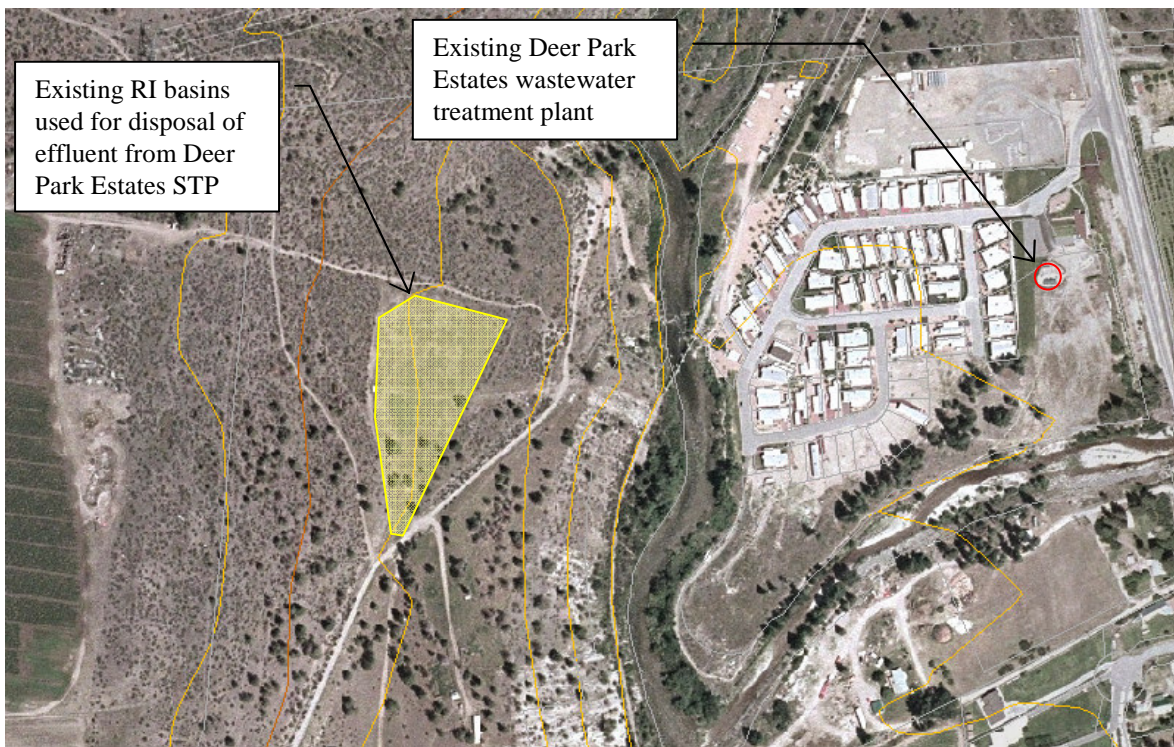 Existing RI basins
used for disposal of
effluent from Deer
Park Estates STP
Existing Deer Park
Estates wastewater
treatment plant